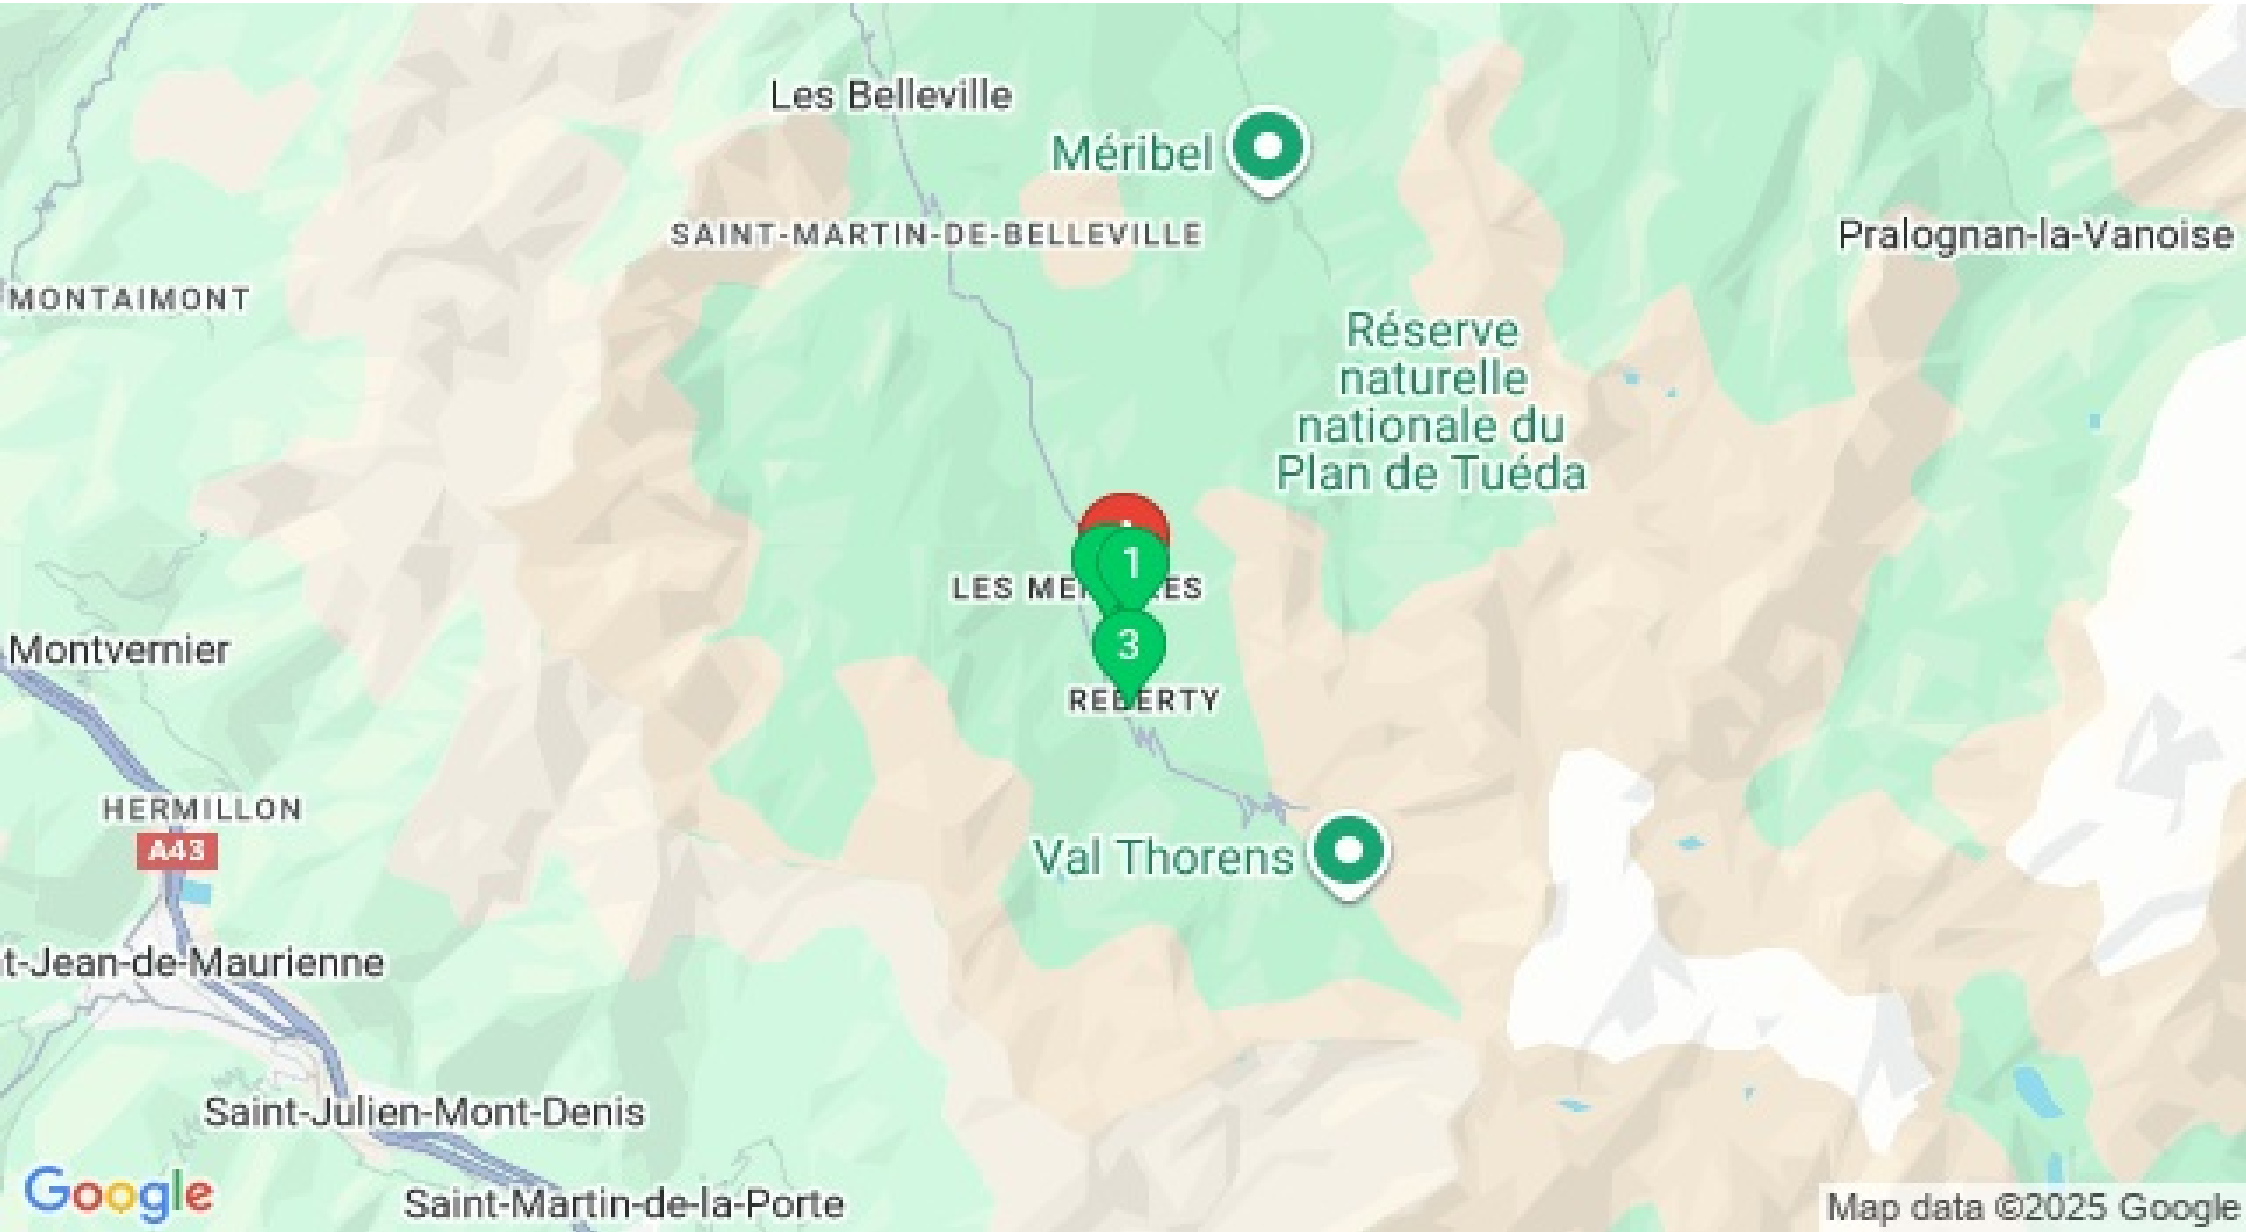 Les Belleville
Méribel
SAINT-MARTIN-DE-BELLEVILLE
Pralognan-la-Vanoise
MONTAIMONT
Réserve
naturelle
nationale du
Plan de Tuéda
1
LES
3
Montvernier
REBERTY
HERMILLON
A43
Val Thorens
t-Jean-de-Maurienne
Saint-Julien-Mont-Denis
Saint-Martin-de-la-Porte
Google
Map data ©2025 Google